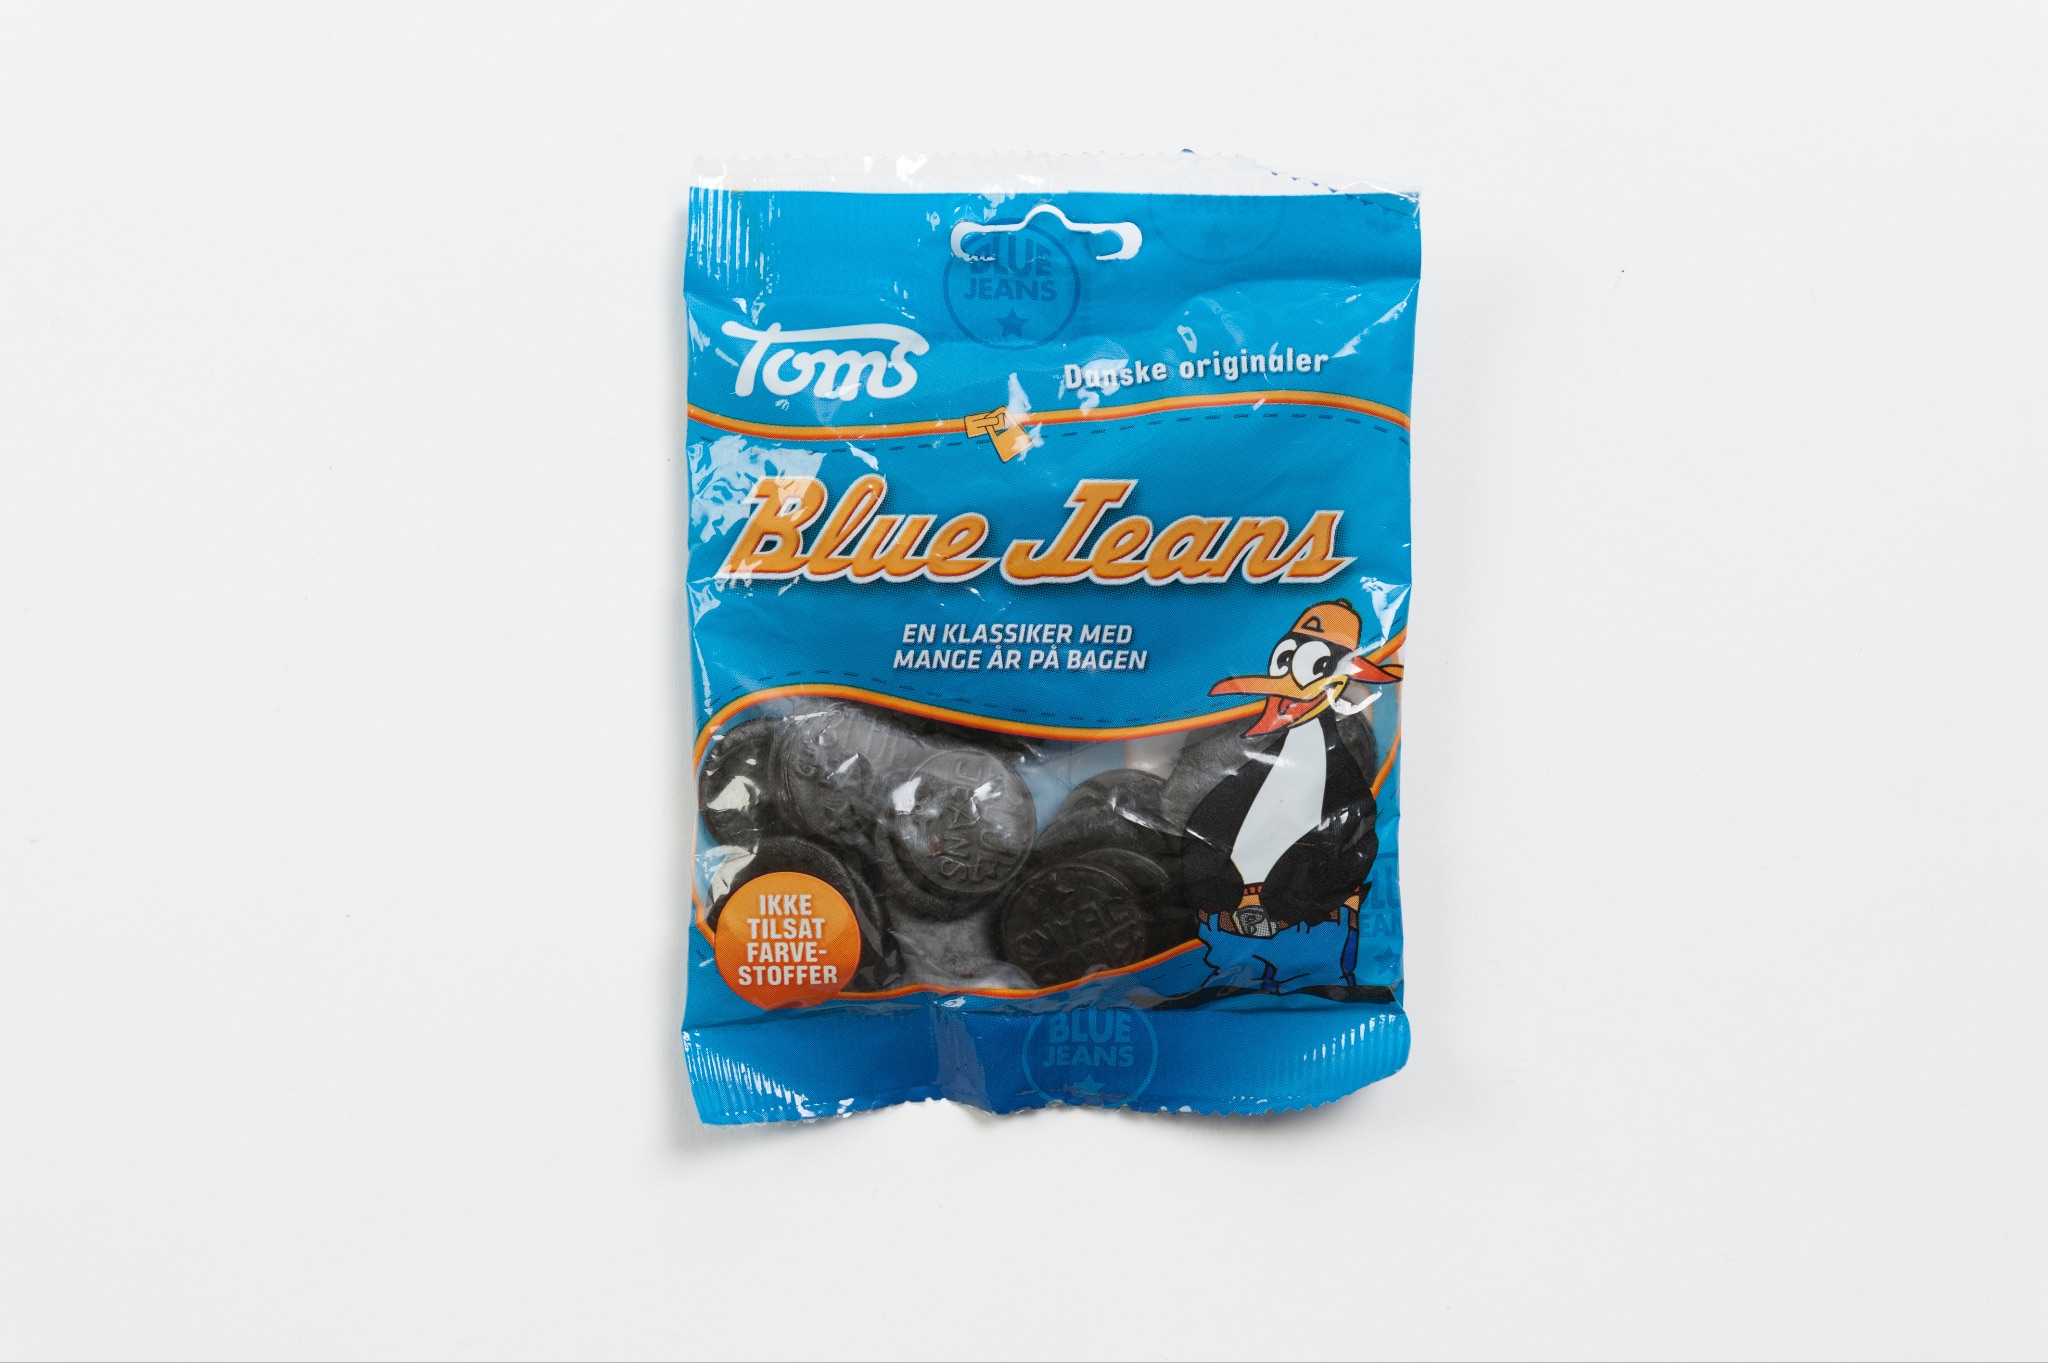 BLUE
JEANS
Toms
Danske originaler
Blue Jeans
EN KLASSIKER MED
MANGE ÅR PÅ BAGEN
JEANS
IKKE
TILSAT
FARVE-
STOFFER
BLUE
JEANS